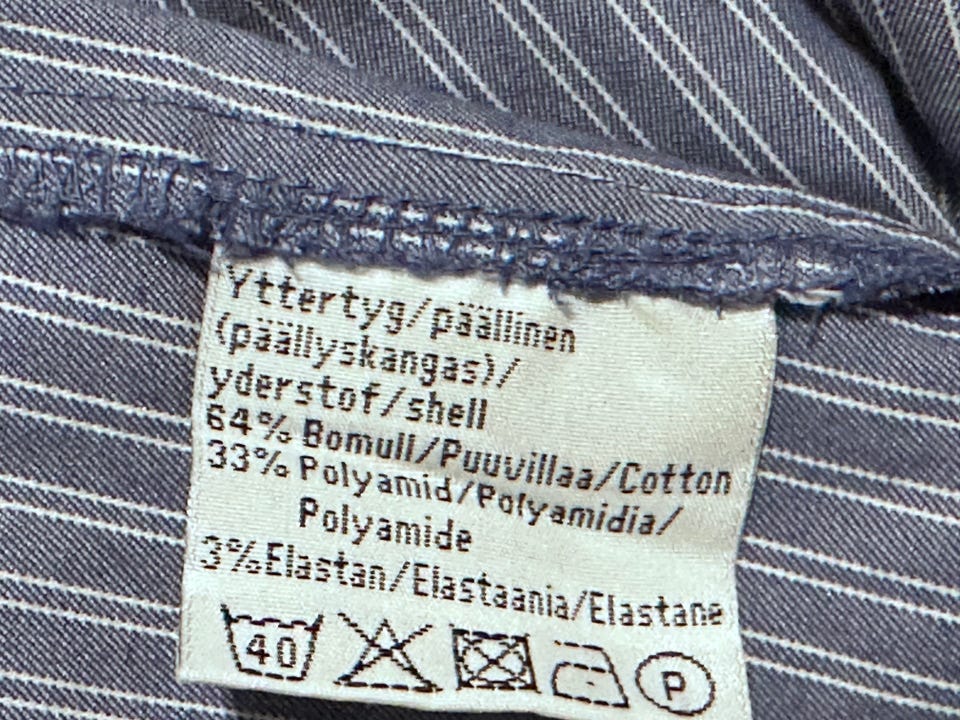 Yttertyg/päällinen
(päällyskangas)/
yderstof/shell
64% Bomull/Puuvillaa/Cotton
33% Polyamid/Polyamidia/
Polyamide
3%Elastan/Elastaania/Elastane
40 P